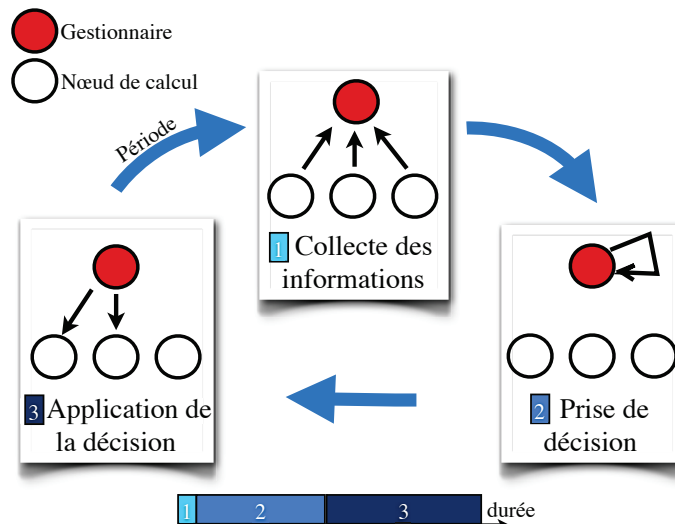 Gestionnaire
Nœud de calcul
Période
1 Collecte des
informations
3 Application de
la décision
2 Prise de
décision
1 2 3 durée